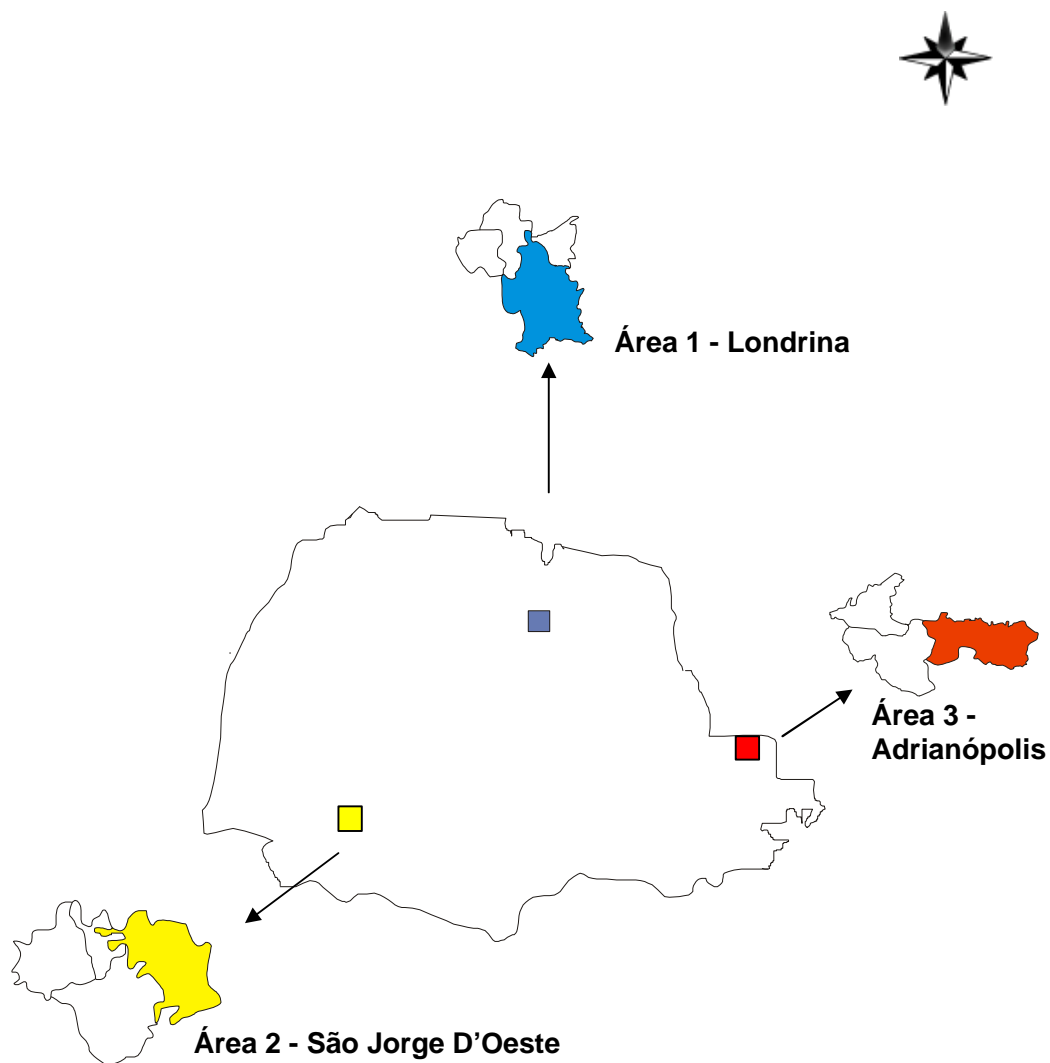 Área 1 - Londrina
Área 3 -
Adrianópolis
Área 2 - São Jorge D’Oeste